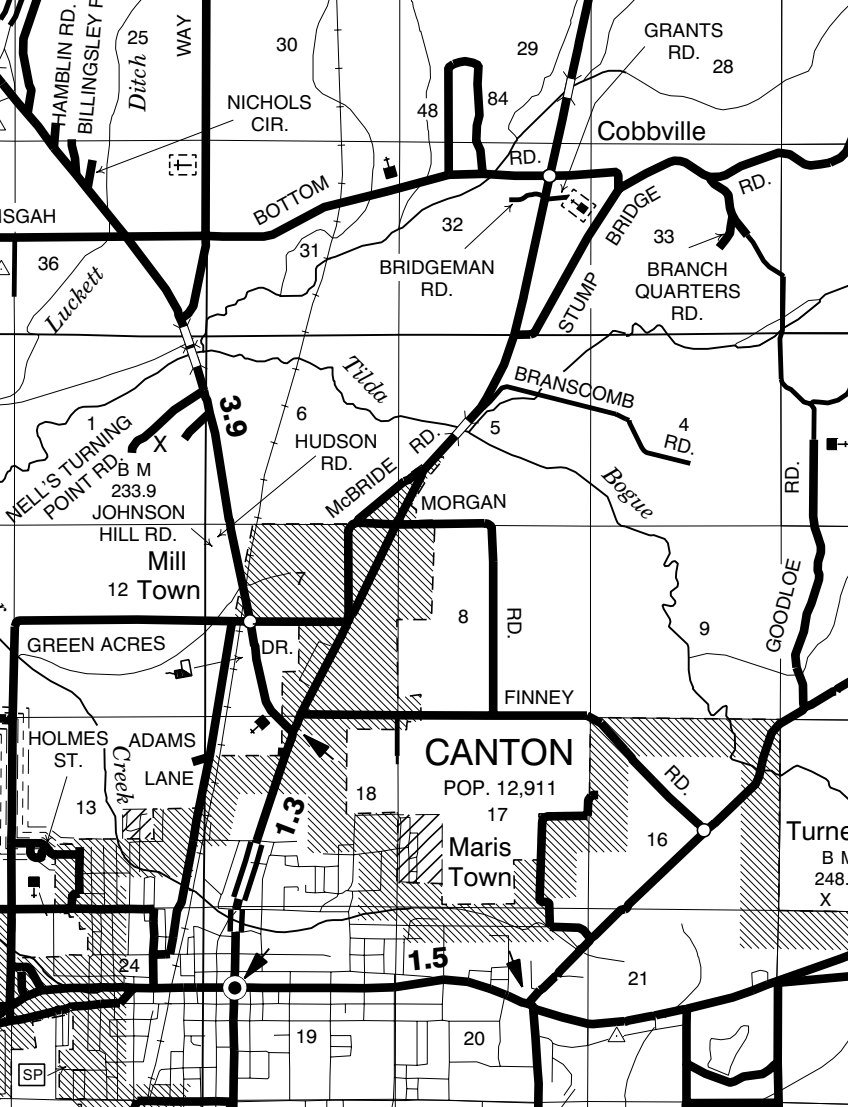 HAMBLIN RD.
BILLINGSLEY R
25
Ditch
WAY
30
29
GRANTS
RD.
28
NICHOLS
CIR.
48
84
Cobbville
RD.
ISGAH
BOTTOM
32
BRIDGE
RD.
33
36
31
BRIDGEMAN
RD.
BRANCH
QUARTERS
RD.
Luckett
STUMP
Tilda
BRANSCOMB
RD.
3.9
6
1
5
4
HUDSON
RD.
NELL'S TURNING
POINT RD.
X
B M
233.9
McBRIDE RD.
Bogue
RD.
JOHNSON
HILL RD.
MORGAN
Mill
Town
12
7
8
RD.
9
GOODLOE
GREEN ACRES
DR.
FINNEY
RD.
HOLMES
ST.
ADAMS
LANE
Creek
CANTON
POP. 12,911
13
18
17
1.3
16
Maris
Town
Turne
B M
248.
X
24
1.5
21
19
20
SP